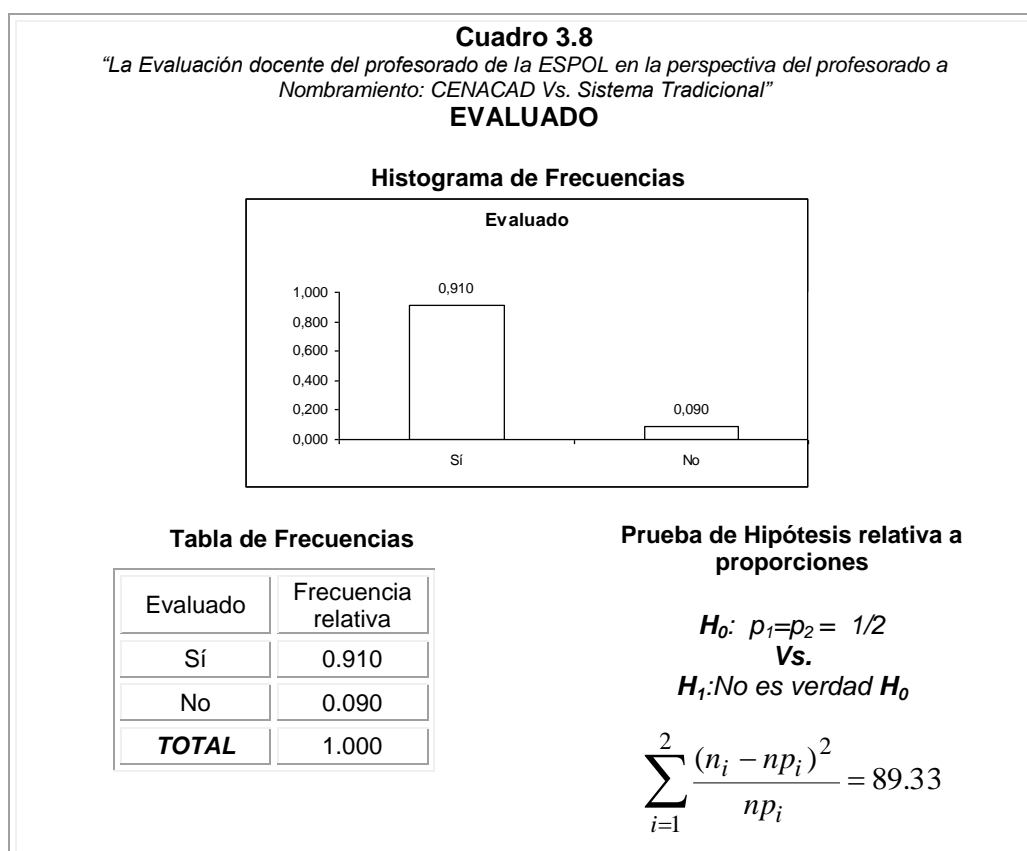 Cuadro 3.8
“La Evaluación docente del profesorado de la ESPOL en la perspectiva del profesorado a
Nombramiento: CENACAD Vs. Sistema Tradicional”
EVALUADO
Histograma de Frecuencias
Evaluado
1,000
0,800
0,600
0,400
0,200
0,000
0,910
0,090
Sí
No
Tabla de Frecuencias
Evaluado
Frecuencia
relativa
Sí
0.910
No
0.090
TOTAL
1.000
Prueba de Hipótesis relativa a
proporciones
H₀: p₁=p₂ = 1/2
Vs.
H₁:No es verdad H₀
∑_{i=1}^{2} (nᵢ − npᵢ)² / npᵢ = 89.33